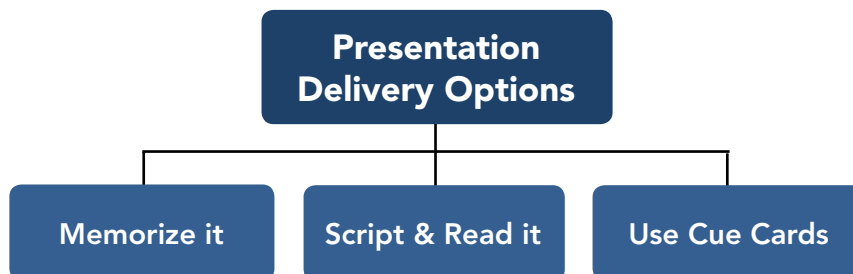 Presentation
Delivery Options
Memorize it
Script & Read it
Use Cue Cards